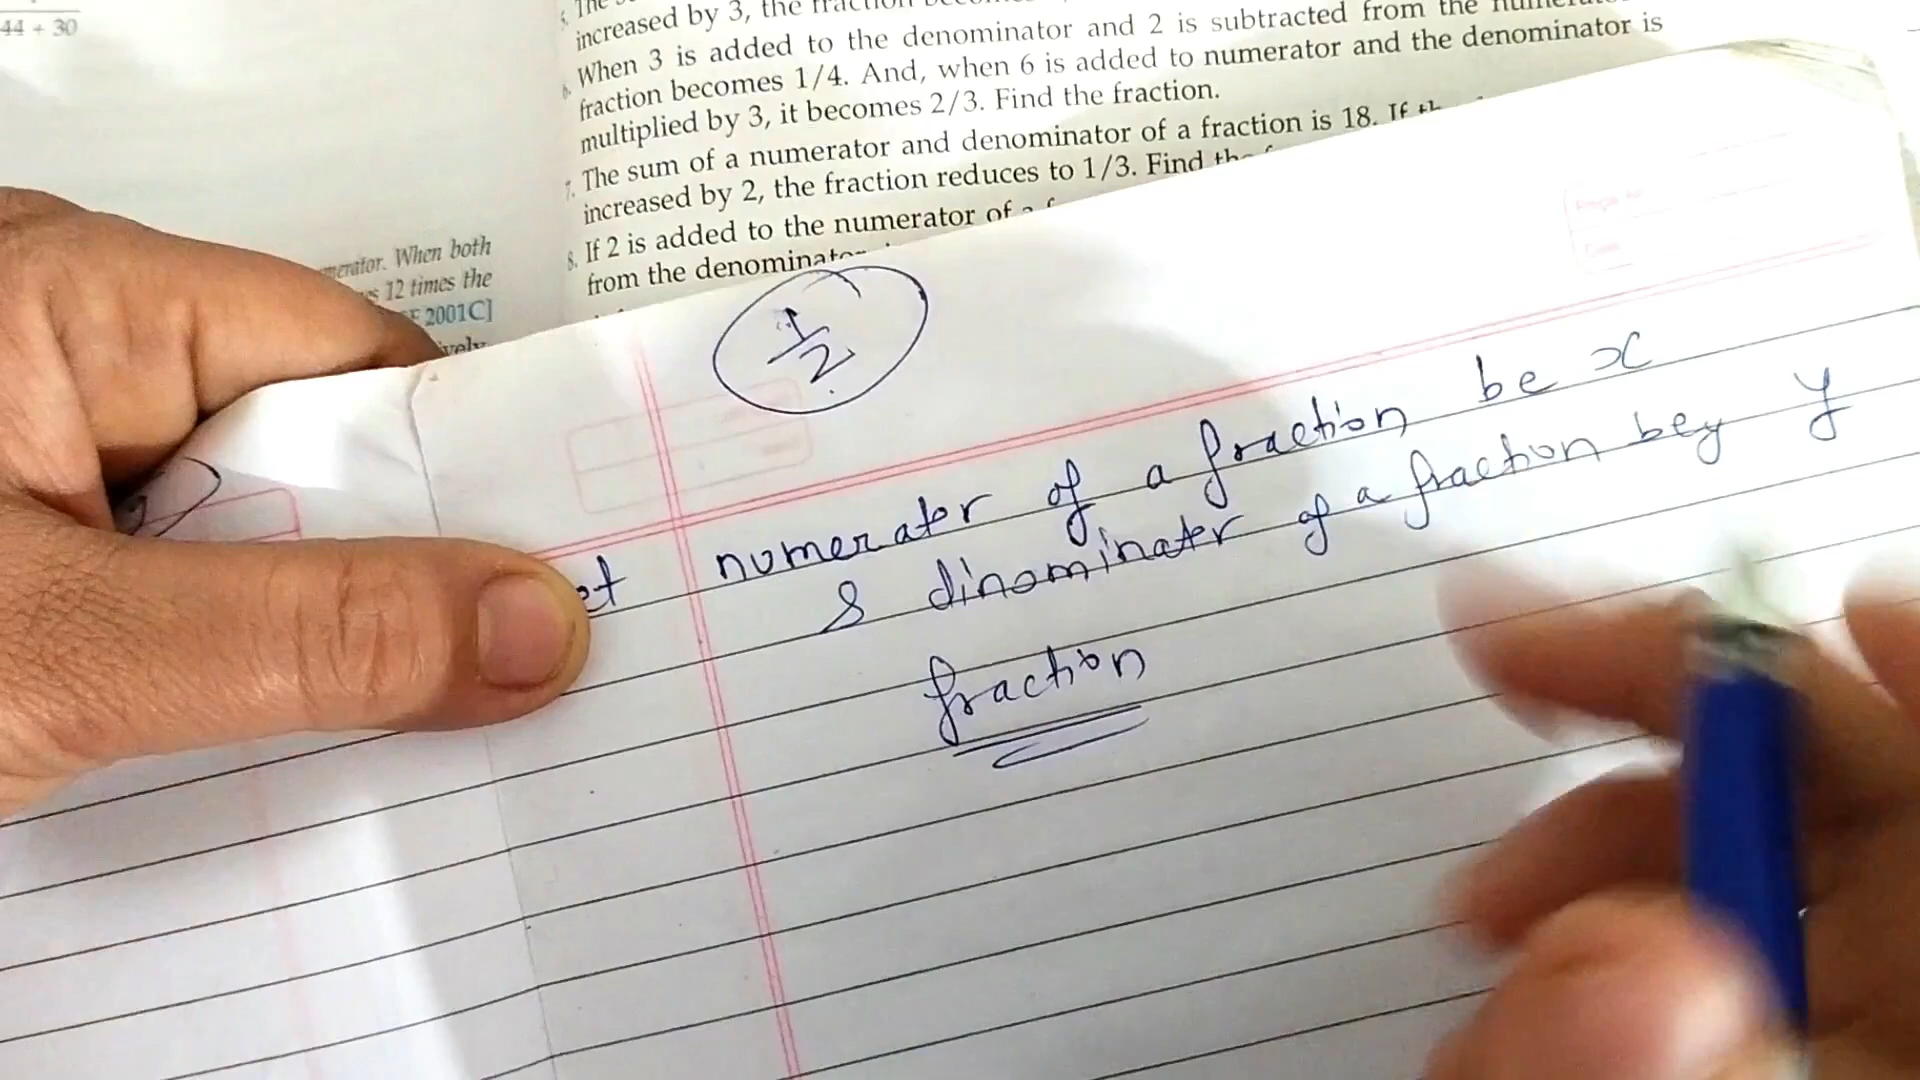 44 + 30
increased by 3, the fraction
When 3 is added to the denominator and 2 is subtracted from the
fraction becomes 1/4. And, when 6 is added to numerator and the denominator is
multiplied by 3, it becomes 2/3. Find the fraction.
7. The sum of a numerator and denominator of a fraction is 18. If
increased by 2, the fraction reduces to 1/3. Find
8. If 2 is added to the numerator of a
from the denominator
When both
12 times the
2001C]
1/2
numerator of a fraction be x
& dinominator of a fraction bey y
fraction